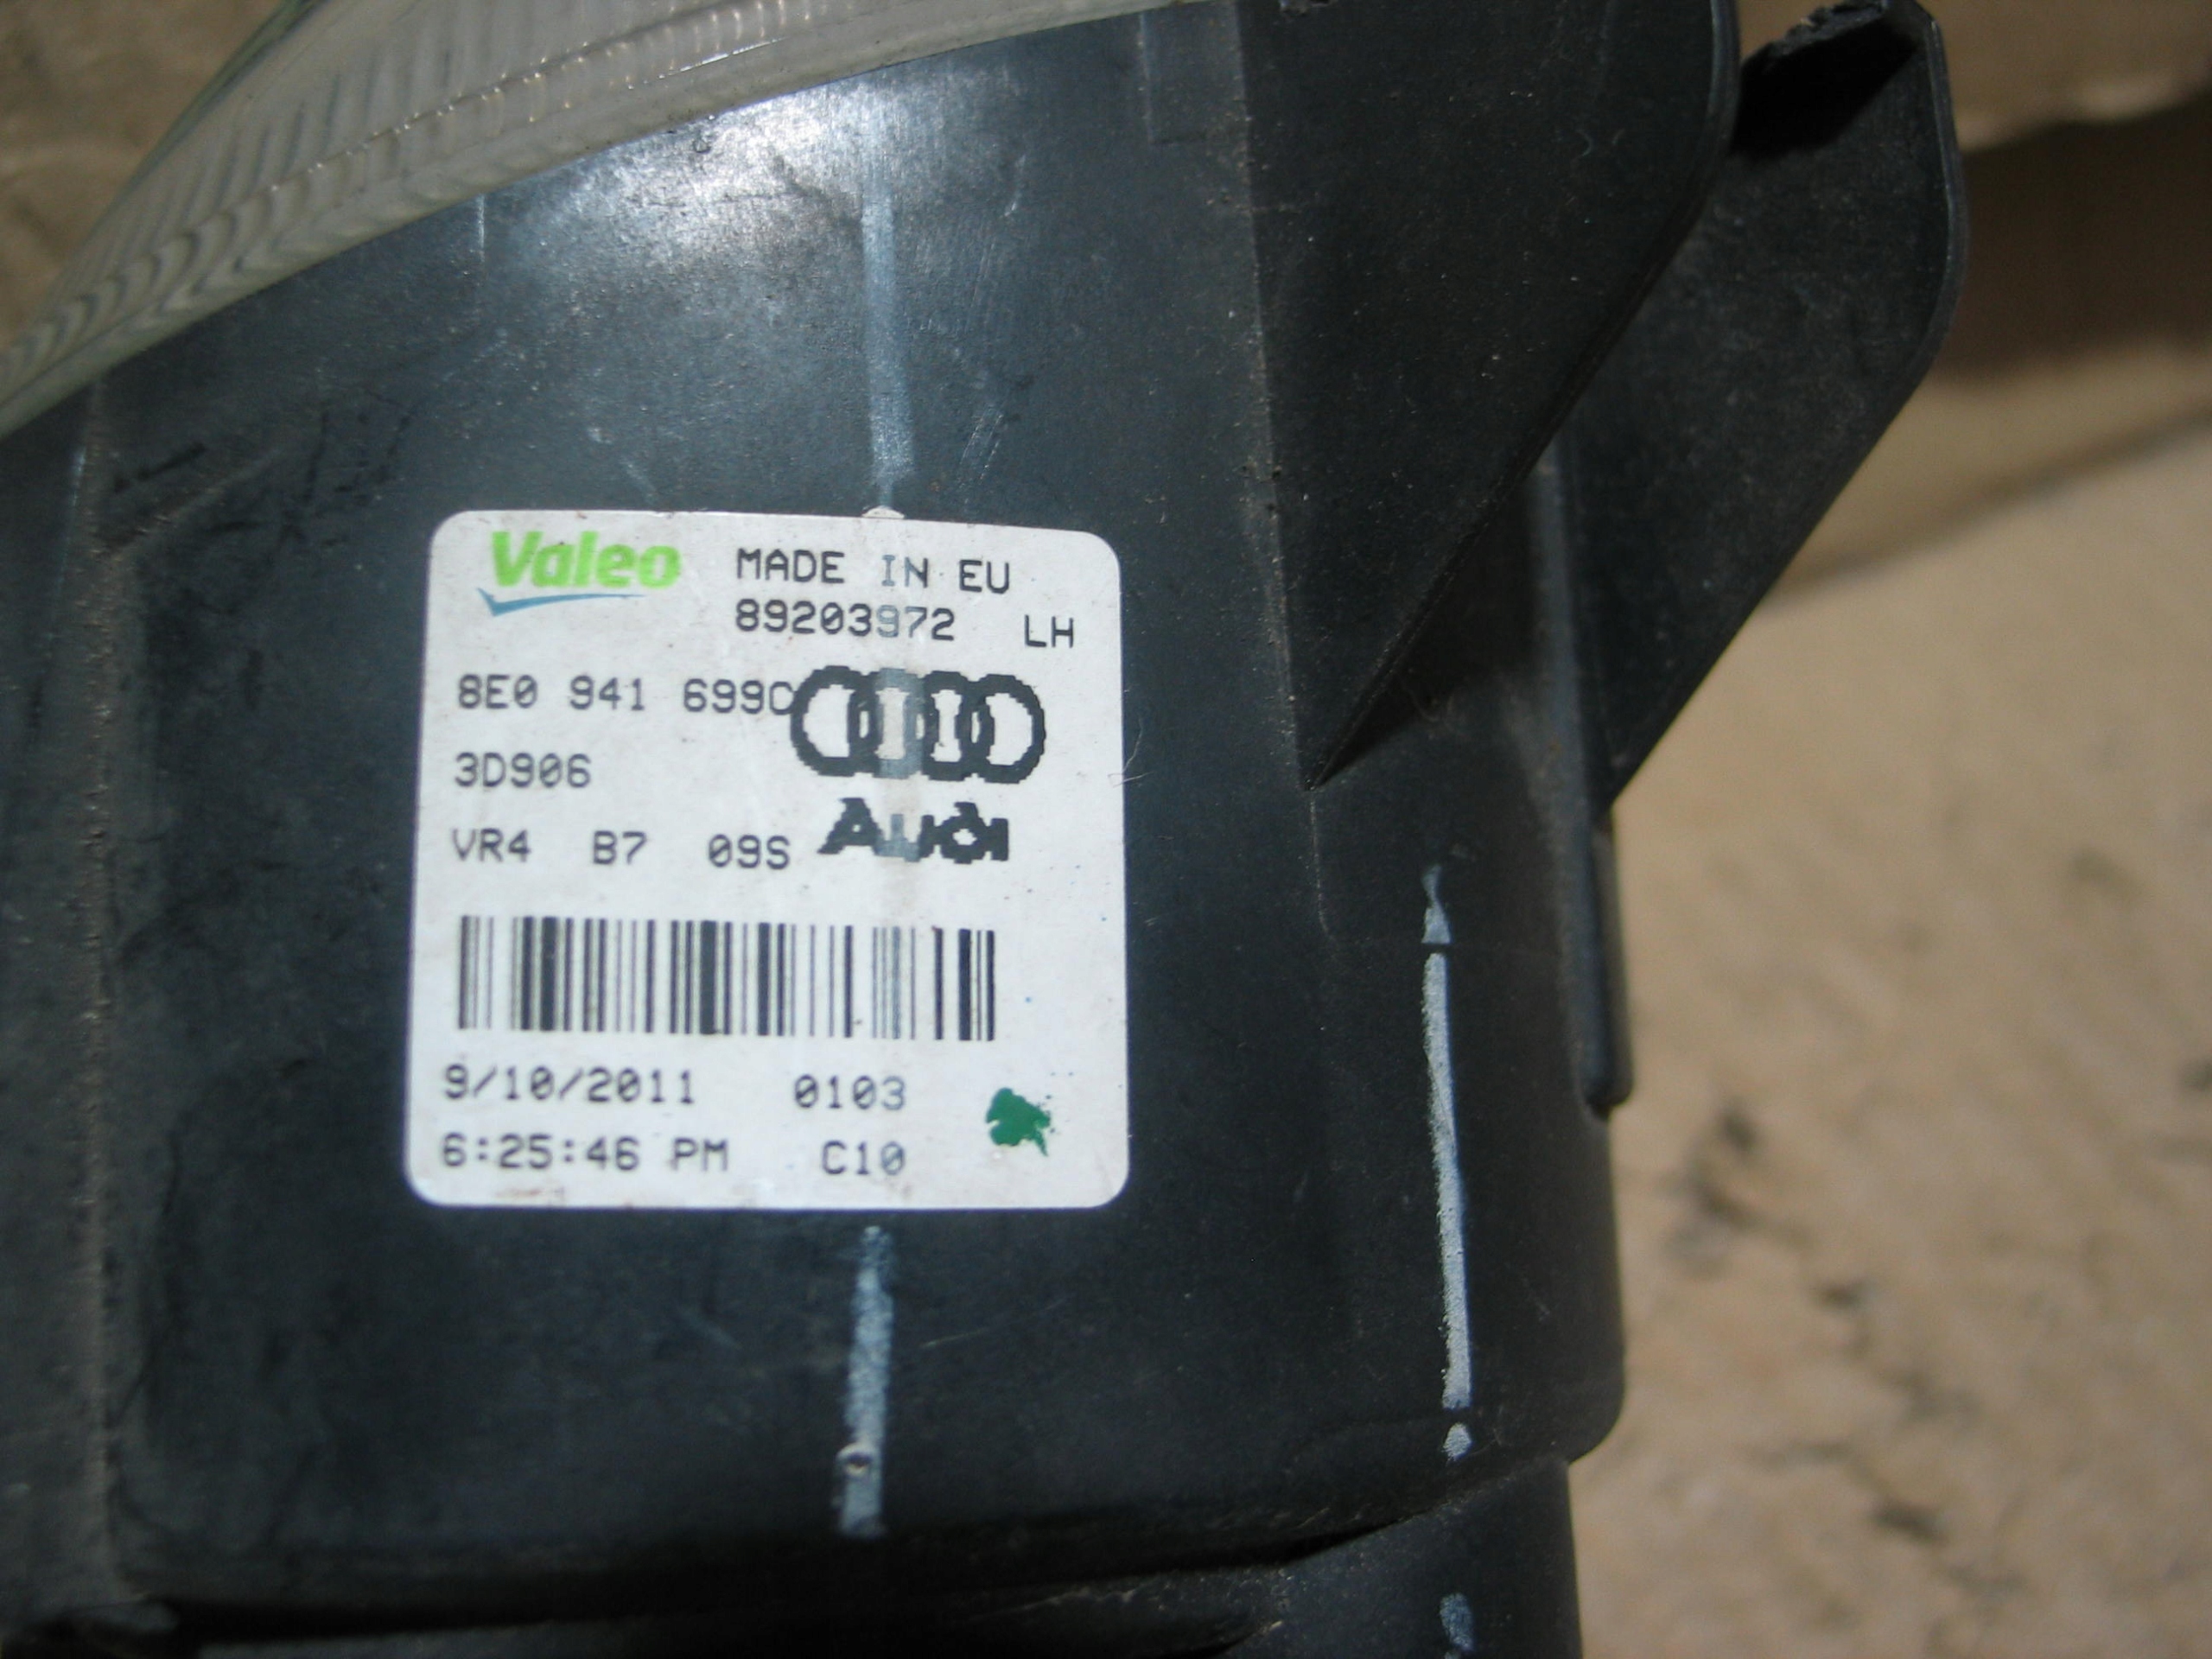 Valeo MADE IN EU
89203972 LH
8E0 941 699C
3D906
VR4 B7 09S Audi
9/10/2011 0103
6:25:46 PM C10